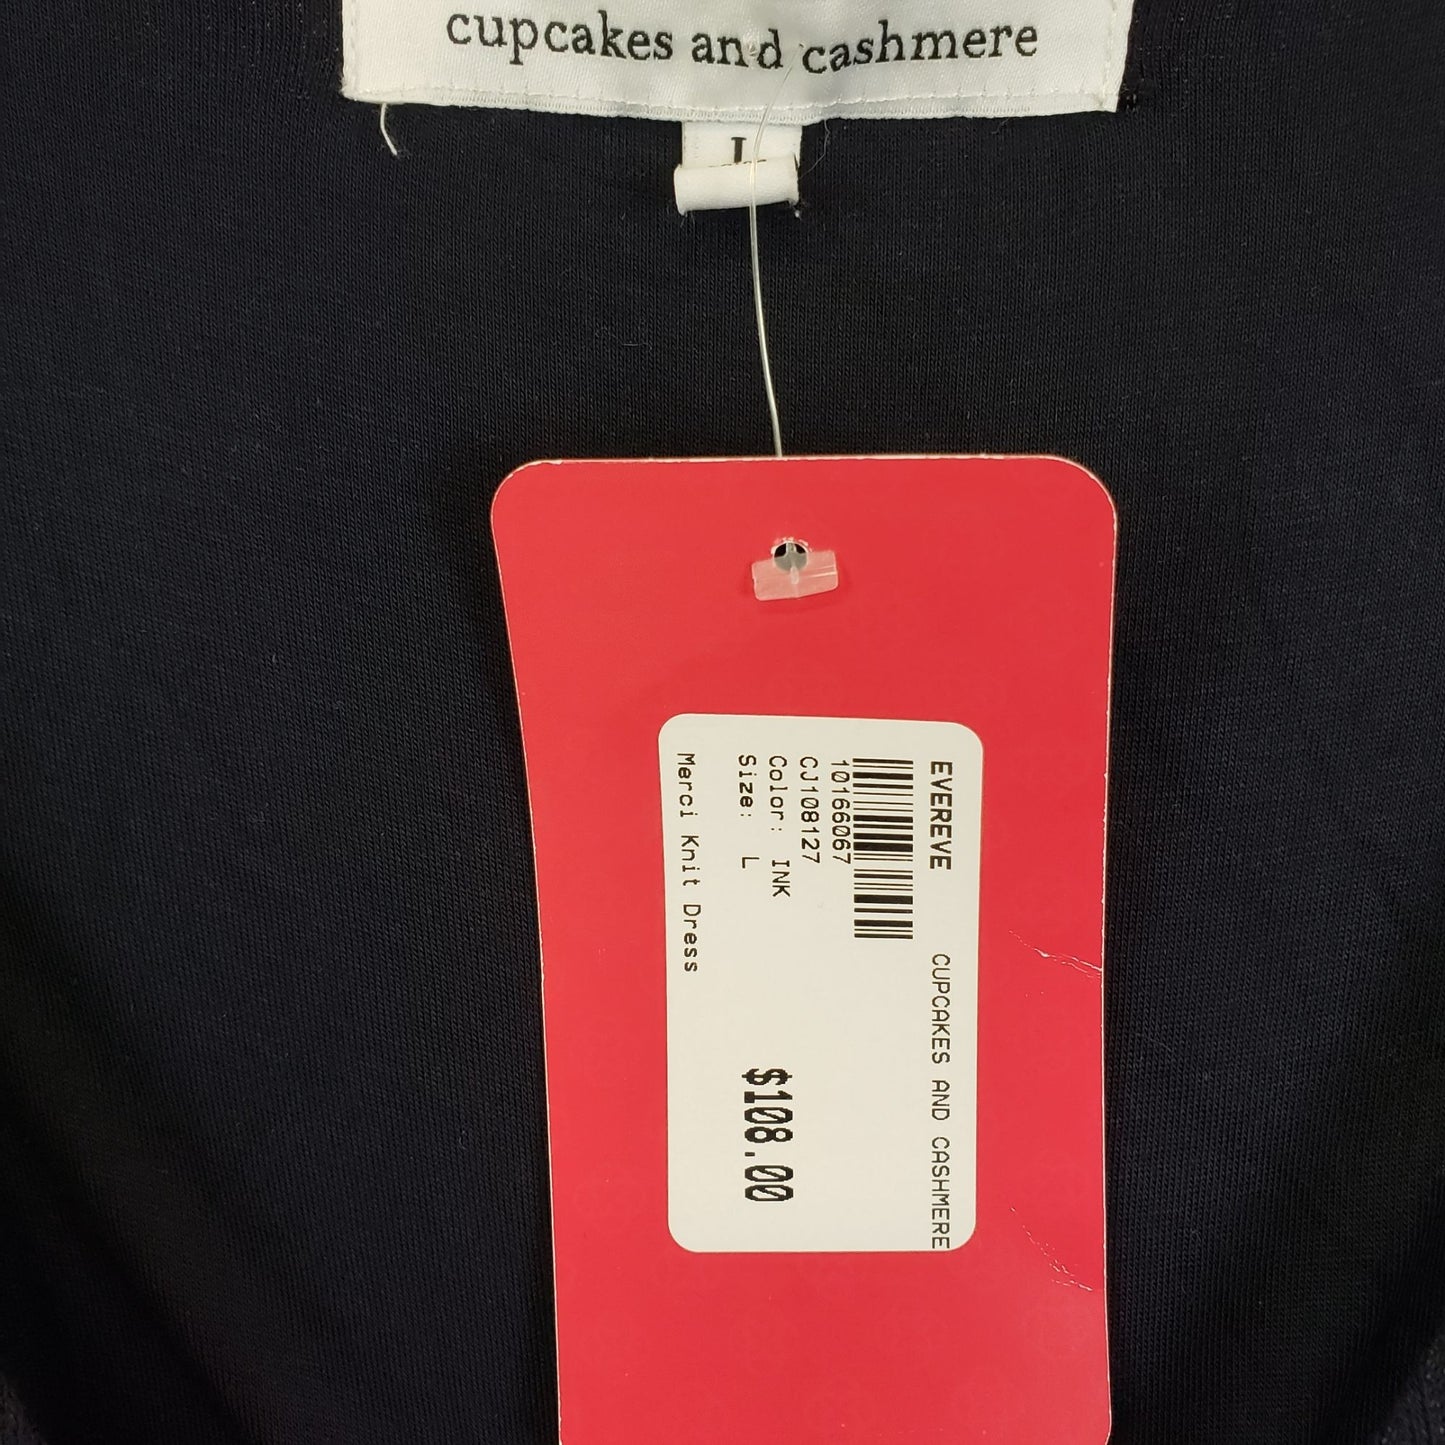 cupcakes and cashmere
L
EVEREVE CUPCAKES AND CASHMERE
10166067
CJ108127
Color: INK
Size: L
$108.00
Merci Knit Dress